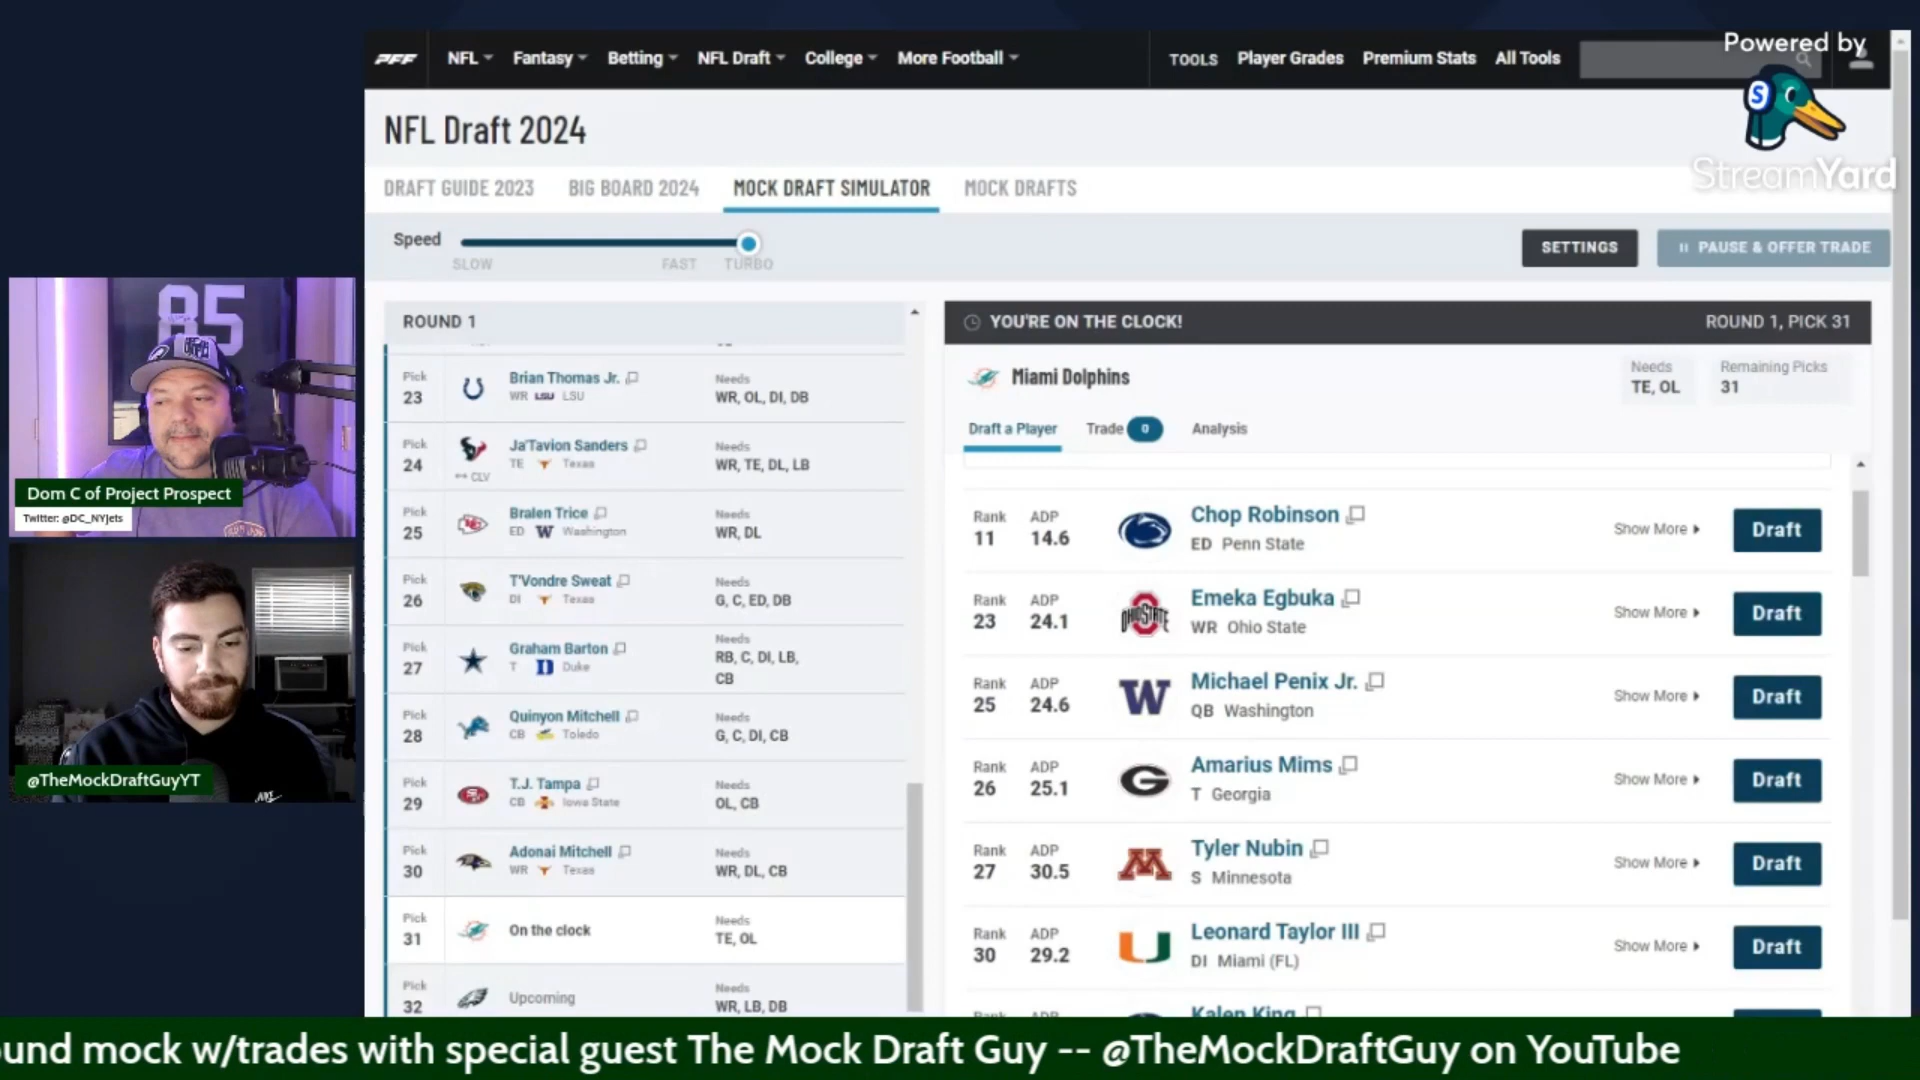 Powered by
StreamYard
PFF
NFL
Fantasy
Betting
NFL Draft
College
More Football
TOOLS
Player Grades
Premium Stats
All Tools
NFL Draft 2024
DRAFT GUIDE 2023
BIG BOARD 2024
MOCK DRAFT SIMULATOR
MOCK DRAFTS
Speed
SLOW
FAST
TURBO
SETTINGS
PAUSE & OFFER TRADE
85
Dom C of Project Prospect
Twitter: @DC_NYJets
@TheMockDraftGuyYT
ROUND 1
Pick
23
Brian Thomas Jr.
WR LSU LSU
Needs
WR, OL, DI, DB
Pick
24
CLV
Ja'Tavion Sanders
TE Texas
Needs
WR, TE, DL, LB
Pick
25
Bralen Trice
ED W Washington
Needs
WR, DL
Pick
26
T'Vondre Sweat
DI Texas
Needs
G, C, ED, DB
Pick
27
Graham Barton
T D Duke
Needs
RB, C, DI, LB,
CB
Pick
28
Quinyon Mitchell
CB Toledo
Needs
G, C, DI, CB
Pick
29
T.J. Tampa
CB Iowa State
Needs
OL, CB
Pick
30
Adonai Mitchell
WR Texas
Needs
WR, DL, CB
Pick
31
On the clock
Needs
TE, OL
Pick
32
Upcoming
Needs
WR, LB, DB
YOU'RE ON THE CLOCK!
ROUND 1, PICK 31
Miami Dolphins
Needs
TE, OL
Remaining Picks
31
Draft a Player
Trade 0
Analysis
Rank
11
ADP
14.6
Chop Robinson
ED Penn State
Show More
Draft
Rank
23
ADP
24.1
OHIO STATE
Emeka Egbuka
WR Ohio State
Show More
Draft
Rank
25
ADP
24.6
W
Michael Penix Jr.
QB Washington
Show More
Draft
Rank
26
ADP
25.1
G
Amarius Mims
T Georgia
Show More
Draft
Rank
27
ADP
30.5
M
Tyler Nubin
S Minnesota
Show More
Draft
Rank
30
ADP
29.2
Leonard Taylor III
DI Miami (FL)
Show More
Draft
Rank
ADP
Kalen King
ound mock w/trades with special guest The Mock Draft Guy -- @TheMockDraftGuy on YouTube